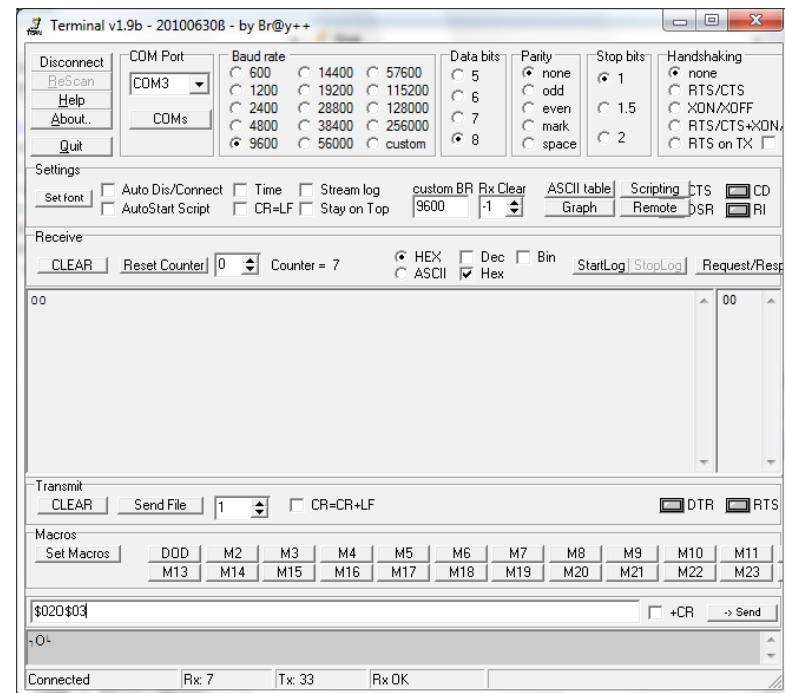 Terminal v1.9b - 20100630ß - by Br@y++
Disconnect
ReScan
Help
About..
Quit
COM Port
COM3
COMs
Baud rate
600 14400 57600
1200 19200 115200
2400 28800 128000
4800 38400 256000
9600 56000 custom
Data bits
5
6
7
8
Parity
none
odd
even
mark
space
Stop bits
1
1.5
2
Handshaking
none
RTS/CTS
XON/XOFF
RTS/CTS+XON
RTS on TX
Settings
Set font
Auto Dis/Connect Time Stream log
AutoStart Script CR=LF Stay on Top
custom BR Rx Clear
9600 -1
ASCII table Scripting CTS CD
Graph Remote DSR RI
Receive
CLEAR Reset Counter 0 Counter = 7
HEX Dec Bin
ASCII Hex
StartLog StopLog Request/Resp
00 00
Transmit
CLEAR Send File 1 CR=CR+LF DTR RTS
Macros
Set Macros DOD M2 M3 M4 M5 M6 M7 M8 M9 M10 M11
M13 M14 M15 M16 M17 M18 M19 M20 M21 M22 M23
$02O$03 +CR -> Send
┐O└
Connected Rx: 7 Tx: 33 Rx OK